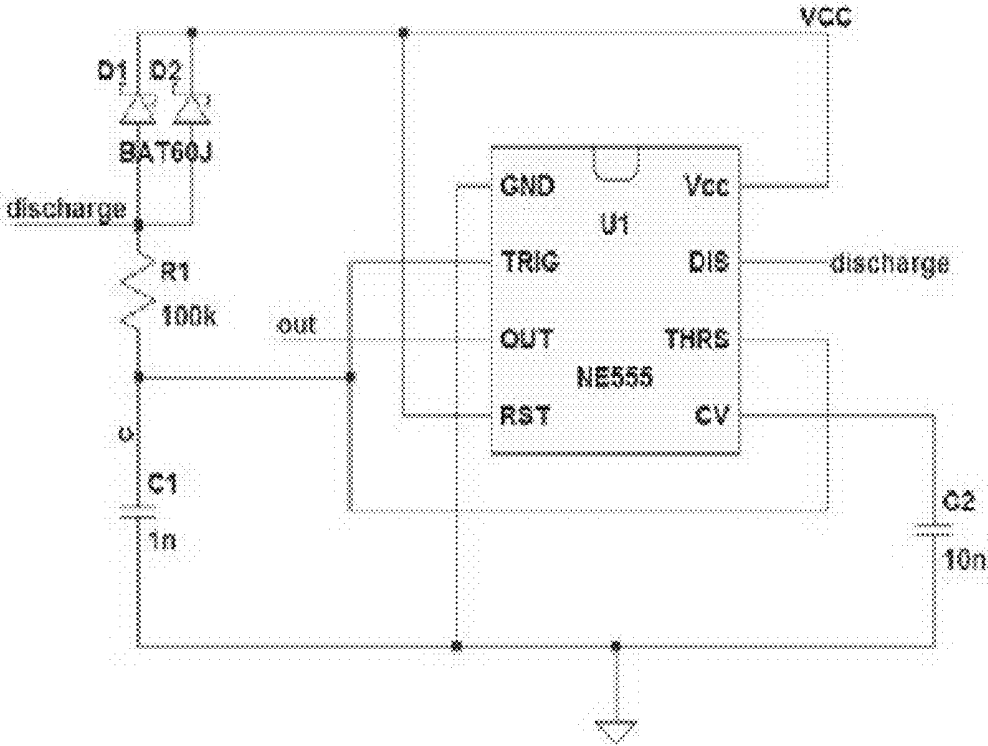 VCC
D1 D2
BAT60J
discharge
GND
Vcc
U1
R1
100k
TRIG
DIS
discharge
out
OUT
THRS
NE555
RST
CV
c
C1
1n
C2
10n